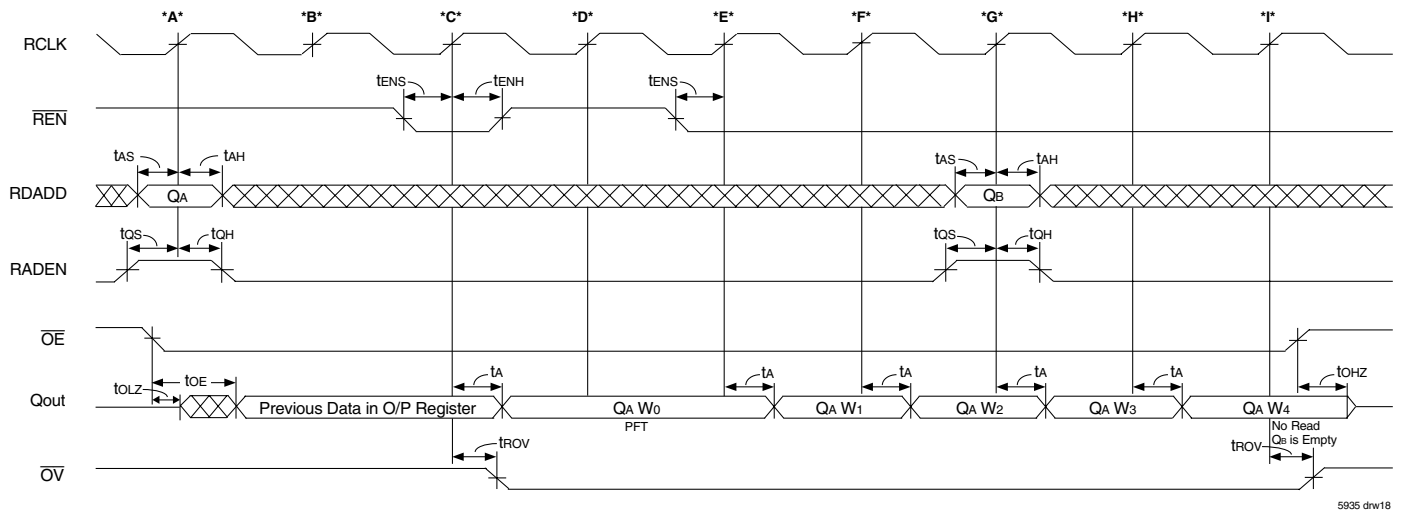 *A* *B* *C* *D* *E* *F* *G* *H* *I*
RCLK
tENS tENH tENS
REN
tAS tAH tAS tAH
RDADD QA QB
tQS tQH tQS tQH
RADEN
OE
tOLZ tOE tA tA tA tA tA tOHZ
Qout Previous Data in O/P Register QA W0 QA W1 QA W2 QA W3 QA W4
PFT No Read
QB is Empty
tROV tROV
OV
5935 drw18